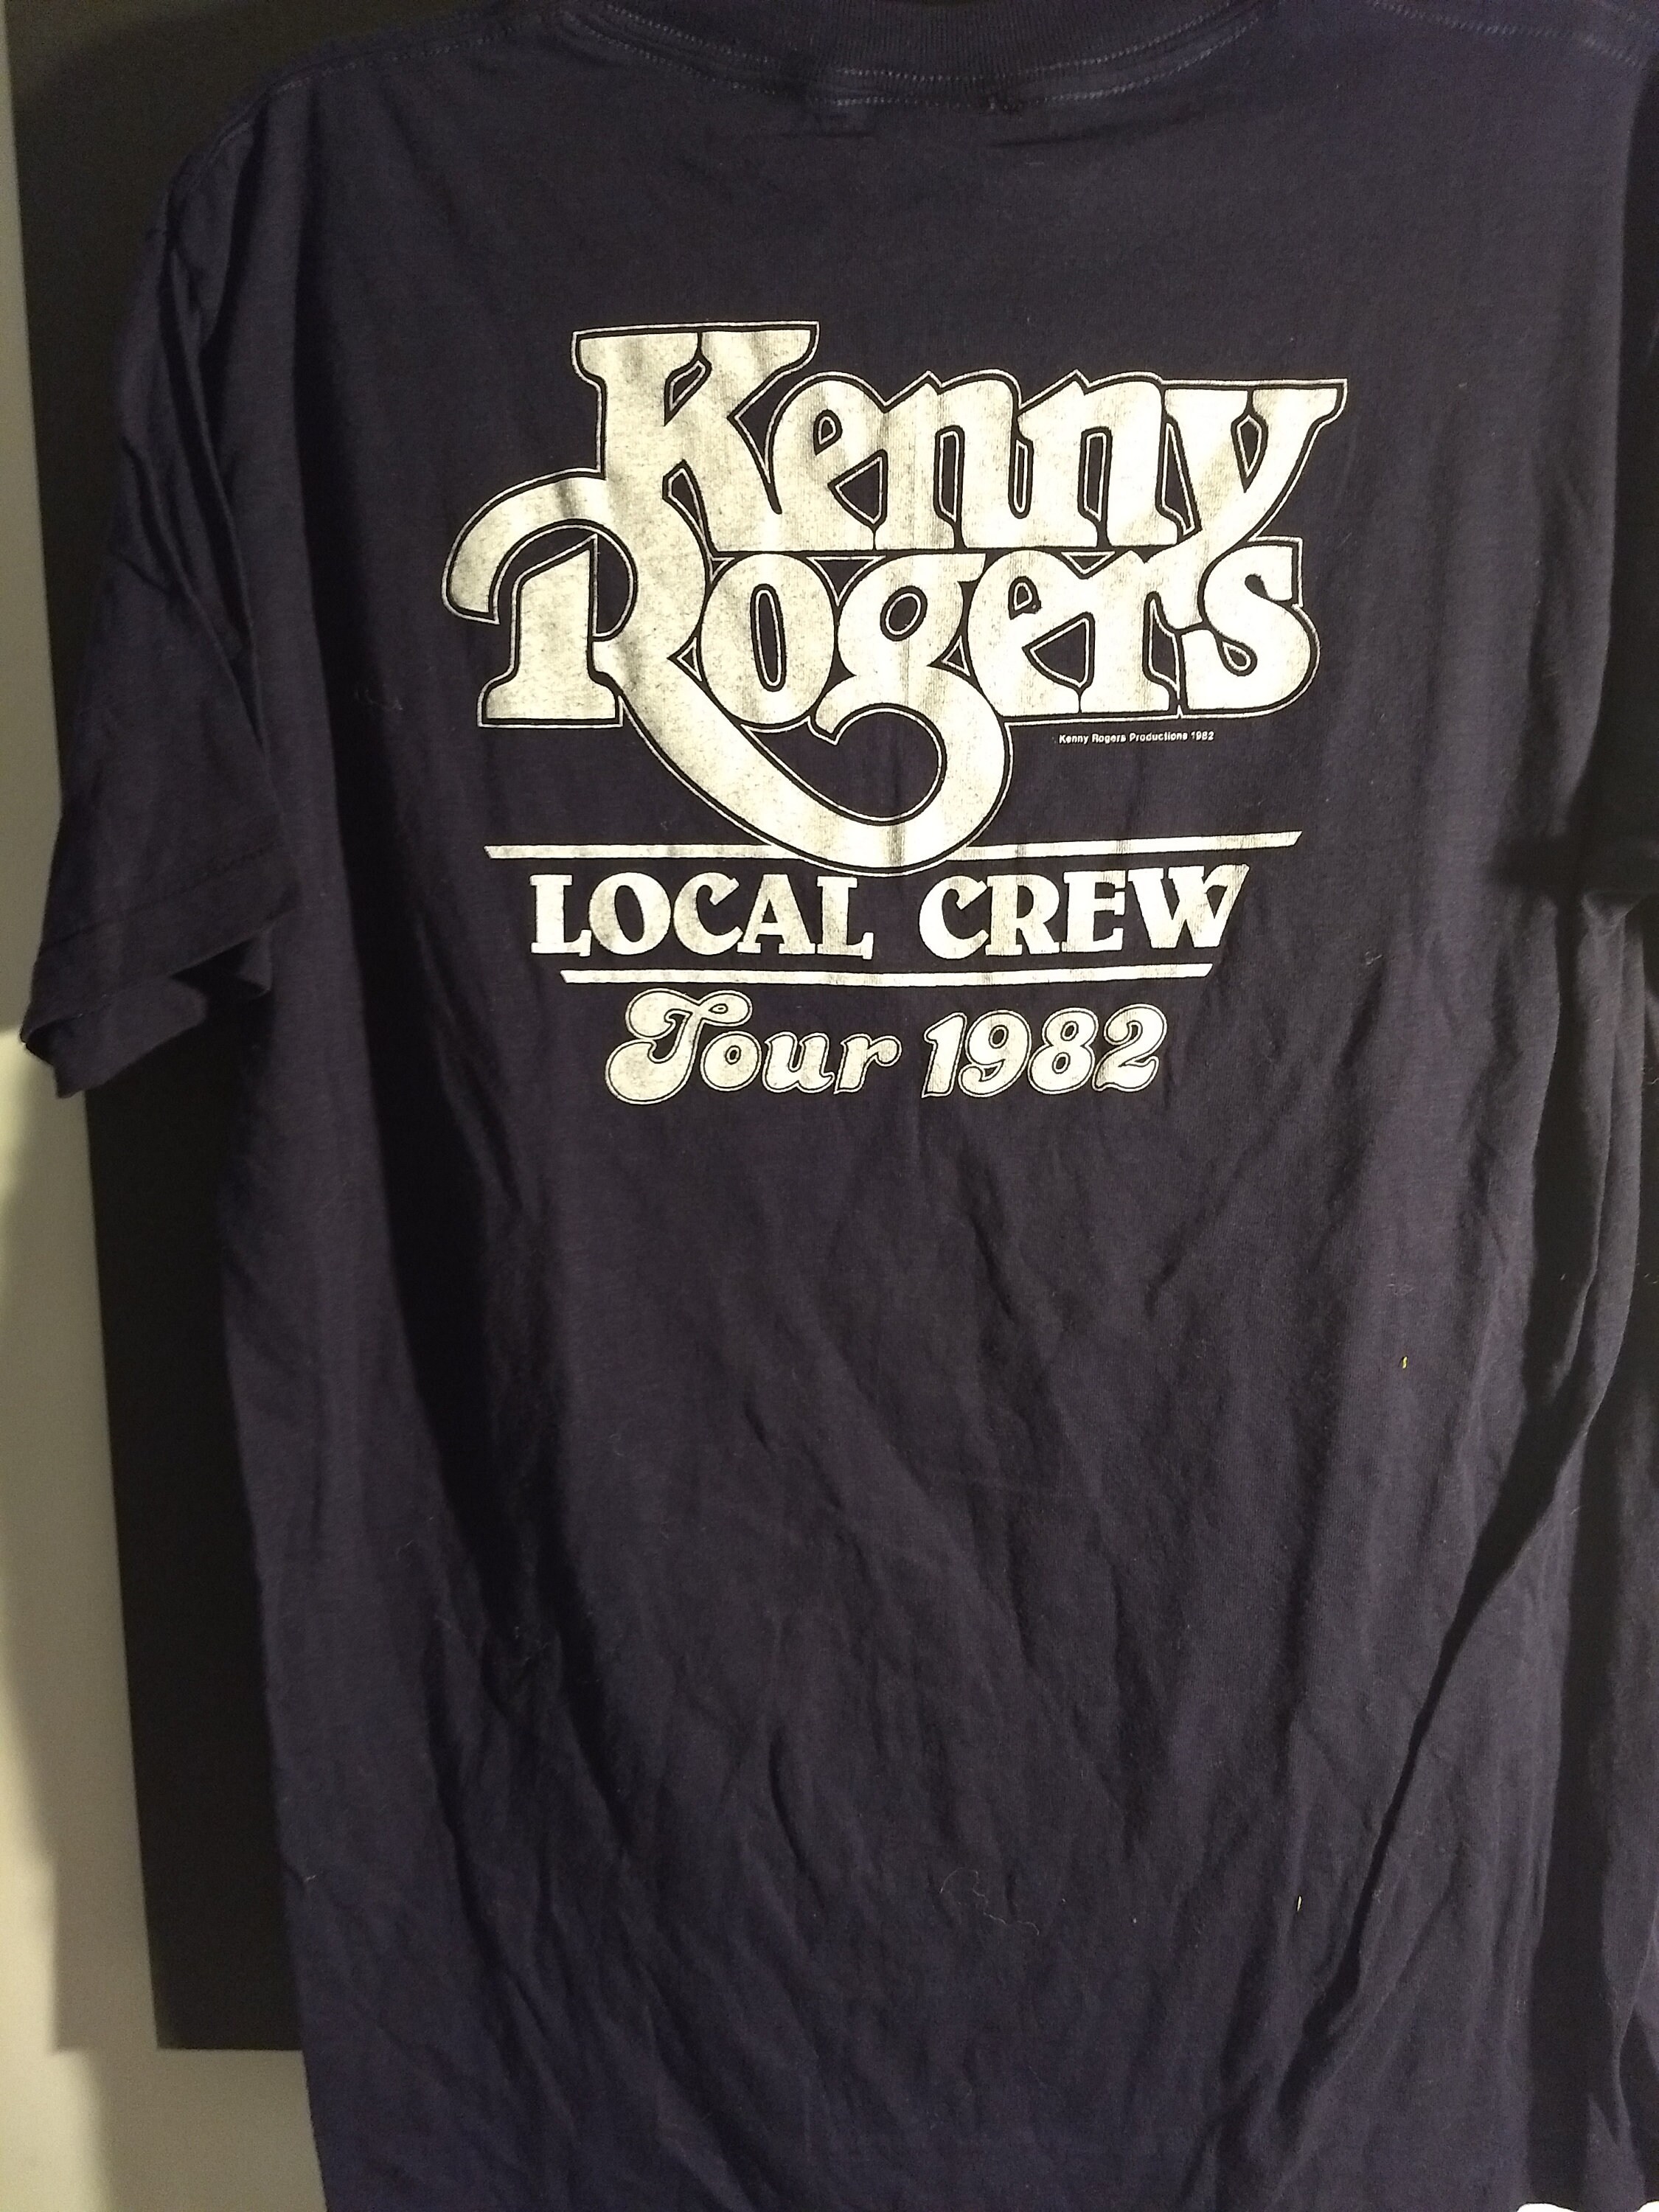 Kenny
Rogers
Kenny Rogers Productions 1982
LOCAL CREW
Tour 1982